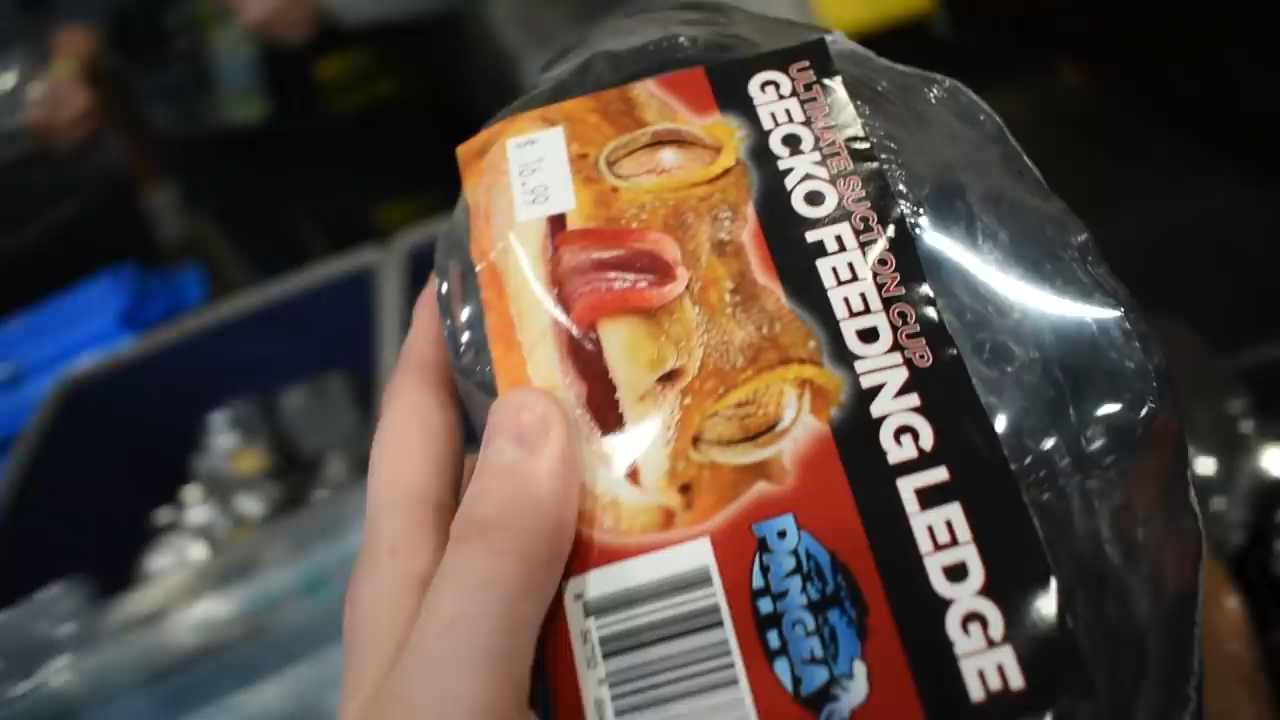 ULTIMATE SUCTION CUP
GECKO FEEDING LEDGE
$ 16.99
PANGEA